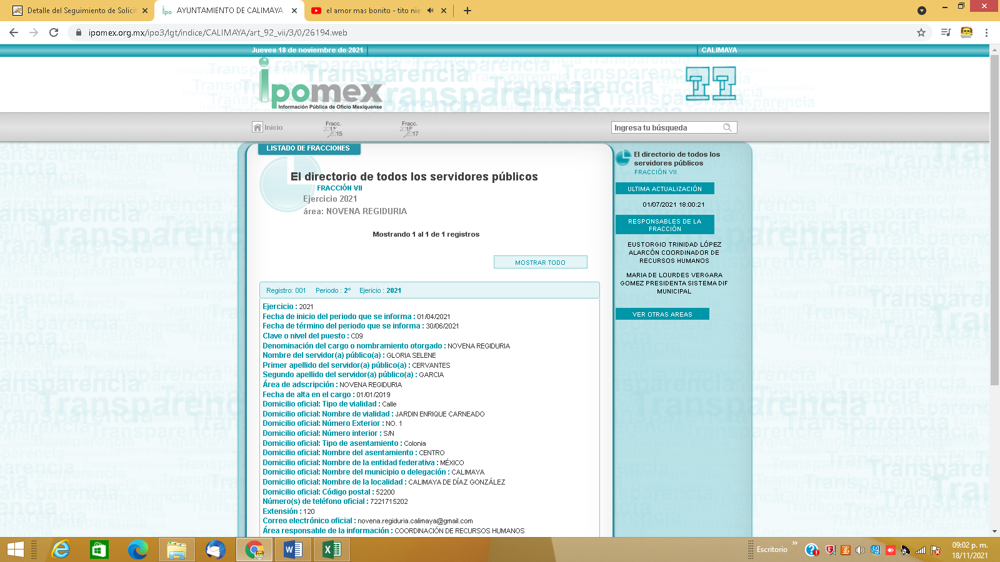 Detalle del Seguimiento de Solicit
AYUNTAMIENTO DE CALIMAYA
el amor mas bonito - tito nie
ipomex.org.mx/ipo3/lgt/indice/CALIMAYA/art_92_vii/3/0/26194.web
Jueves 18 de noviembre de 2021
CALIMAYA
ipomex
Información Pública de Oficio Mexiquense
Transparencia
Inicio
Fracc.
2015
Fracc.
2017
Ingresa tu búsqueda
LISTADO DE FRACCIONES
El directorio de todos los servidores públicos
FRACCIÓN VII
Ejercicio 2021
área: NOVENA REGIDURIA
Mostrando 1 al 1 de 1 registros
MOSTRAR TODO
Registro: 001 Periodo : 2° Ejericio : 2021
Ejercicio : 2021
Fecha de inicio del periodo que se informa : 01/04/2021
Fecha de término del periodo que se informa : 30/06/2021
Clave o nivel del puesto : C09
Denominación del cargo o nombramiento otorgado : NOVENA REGIDURIA
Nombre del servidor(a) público(a) : GLORIA SELENE
Primer apellido del servidor(a) público(a) : CERVANTES
Segundo apellido del servidor(a) público(a) : GARCIA
Área de adscripción : NOVENA REGIDURIA
Fecha de alta en el cargo : 01/01/2019
Domicilio oficial: Tipo de vialidad : Calle
Domicilio oficial: Nombre de vialidad : JARDIN ENRIQUE CARNEADO
Domicilio oficial: Número Exterior : NO. 1
Domicilio oficial: Número interior : S/N
Domicilio oficial: Tipo de asentamiento : Colonia
Domicilio oficial: Nombre del asentamiento : CENTRO
Domicilio oficial: Nombre de la entidad federativa : MÉXICO
Domicilio oficial: Nombre del municipio o delegación : CALIMAYA
Domicilio oficial: Nombre de la localidad : CALIMAYA DE DÍAZ GONZÁLEZ
Domicilio oficial: Código postal : 52200
Número(s) de teléfono oficial : 7221715202
Extensión : 120
Correo electrónico oficial : novena.regiduria.calimaya@gmail.com
Área responsable de la información : COORDINACIÓN DE RECURSOS HUMANOS
El directorio de todos los
servidores públicos
FRACCIÓN VII
ULTIMA ACTUALIZACIÓN
01/07/2021 18:00:21
RESPONSABLES DE LA
FRACCIÓN
EUSTORGIO TRINIDAD LÓPEZ
ALARCÓN COORDINADOR DE
RECURSOS HUMANOS
MARIA DE LOURDES VERGARA
GOMEZ PRESIDENTA SISTEMA DIF
MUNICIPAL
VER OTRAS AREAS
Escritorio
09:02 p. m.
18/11/2021